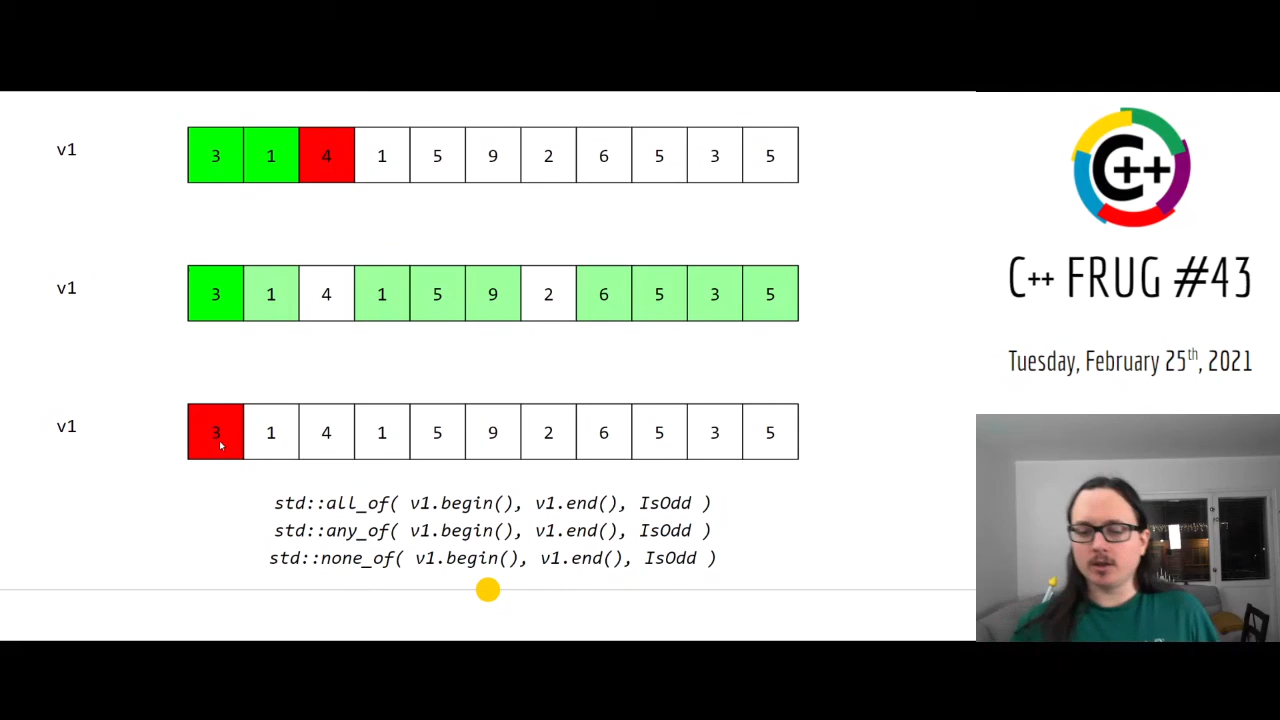 v1 3 1 4 1 5 9 2 6 5 3 5
v1 3 1 4 1 5 9 2 6 5 3 5
v1 3 1 4 1 5 9 2 6 5 3 5
std::all_of( v1.begin(), v1.end(), IsOdd )
std::any_of( v1.begin(), v1.end(), IsOdd )
std::none_of( v1.begin(), v1.end(), IsOdd )
C++
C++ FRUG #43
Tuesday, February 25th, 2021